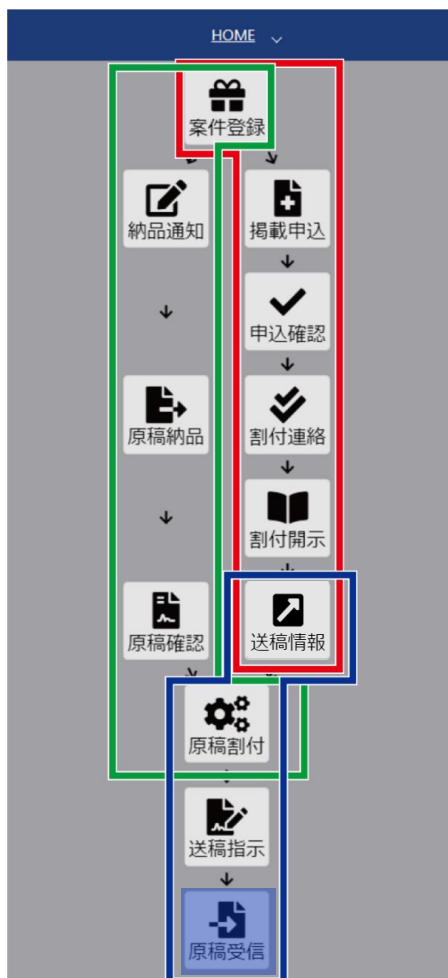 HOME
案件登録
納品通知
掲載申込
申込確認
原稿納品
割付連絡
割付開示
原稿確認
送稿情報
原稿割付
送稿指示
原稿受信